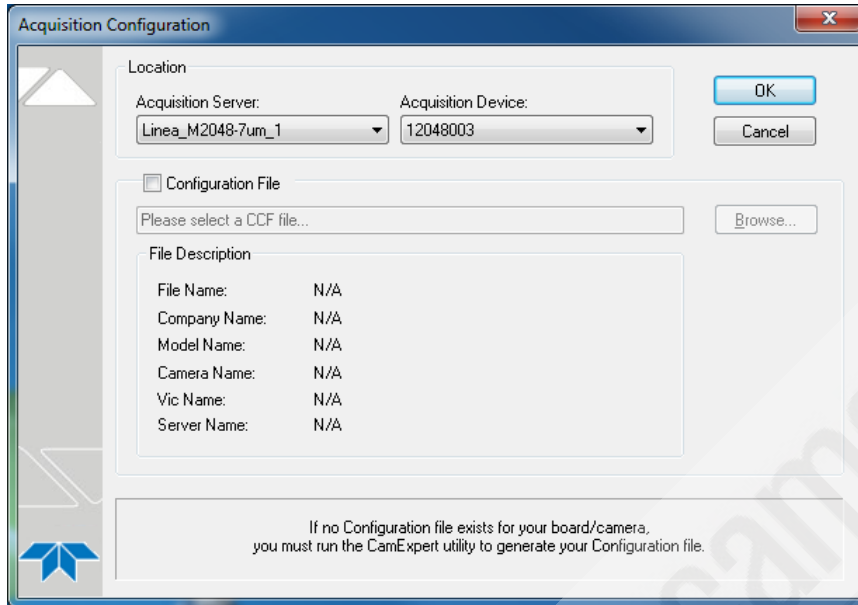 Acquisition Configuration
Location
Acquisition Server: Acquisition Device:
Linea_M2048-7um_1 12048003
OK
Cancel
Configuration File
Please select a CCF file... Browse...
File Description
File Name: N/A
Company Name: N/A
Model Name: N/A
Camera Name: N/A
Vic Name: N/A
Server Name: N/A
If no Configuration file exists for your board/camera,
you must run the CamExpert utility to generate your Configuration file.